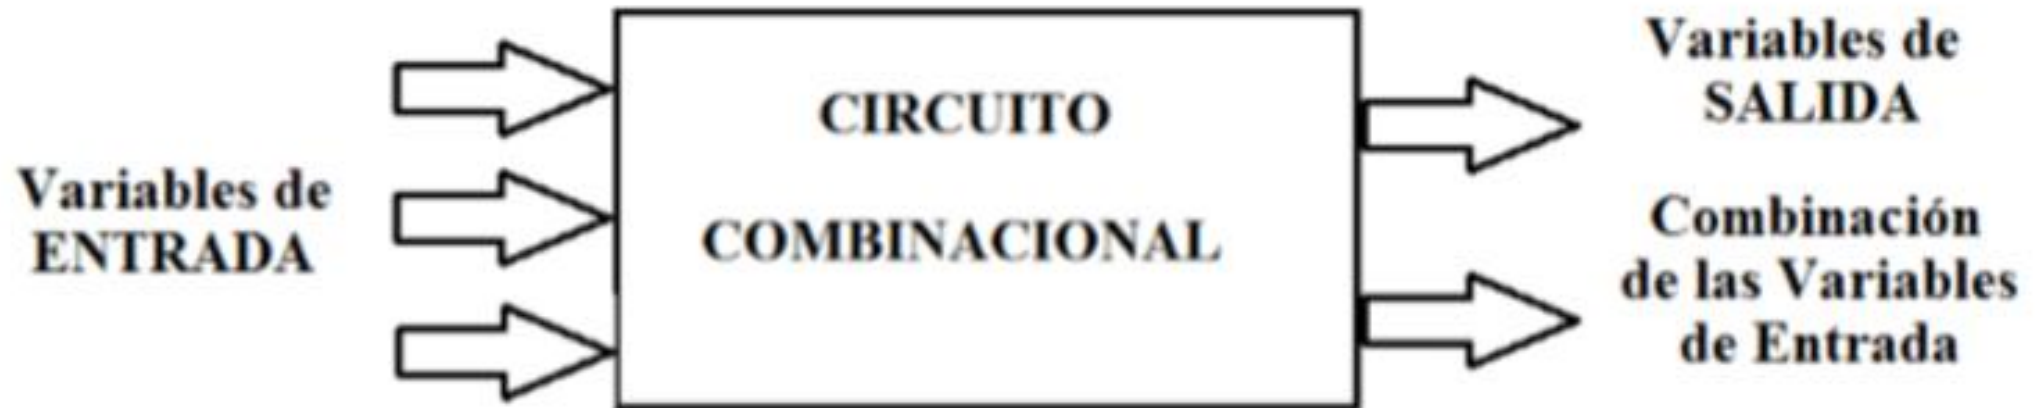 Variables de
ENTRADA
CIRCUITO
COMBINACIONAL
Variables de
SALIDA
Combinación
de las Variables
de Entrada